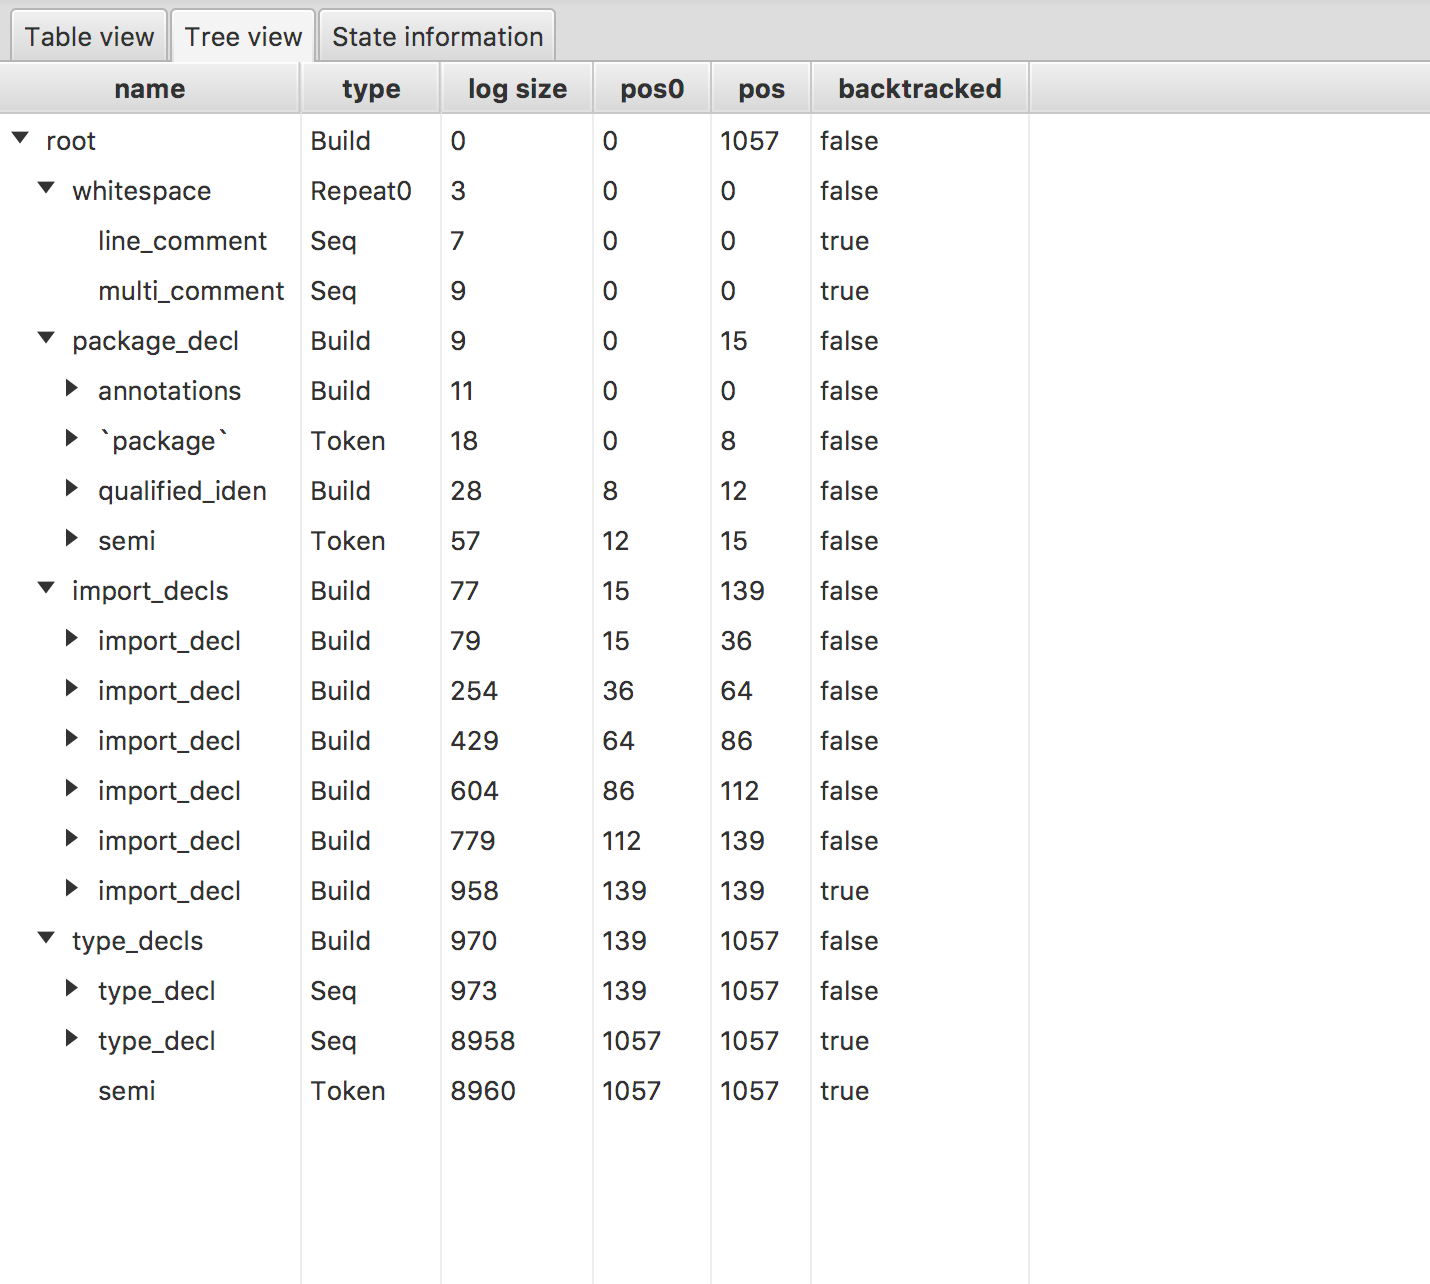 Table view Tree view State information
name type log size pos0 pos backtracked
root Build 0 0 1057 false
whitespace Repeat0 3 0 0 false
line_comment Seq 7 0 0 true
multi_comment Seq 9 0 0 true
package_decl Build 9 0 15 false
annotations Build 11 0 0 false
`package` Token 18 0 8 false
qualified_iden Build 28 8 12 false
semi Token 57 12 15 false
import_decls Build 77 15 139 false
import_decl Build 79 15 36 false
import_decl Build 254 36 64 false
import_decl Build 429 64 86 false
import_decl Build 604 86 112 false
import_decl Build 779 112 139 false
import_decl Build 958 139 139 true
type_decls Build 970 139 1057 false
type_decl Seq 973 139 1057 false
type_decl Seq 8958 1057 1057 true
semi Token 8960 1057 1057 true